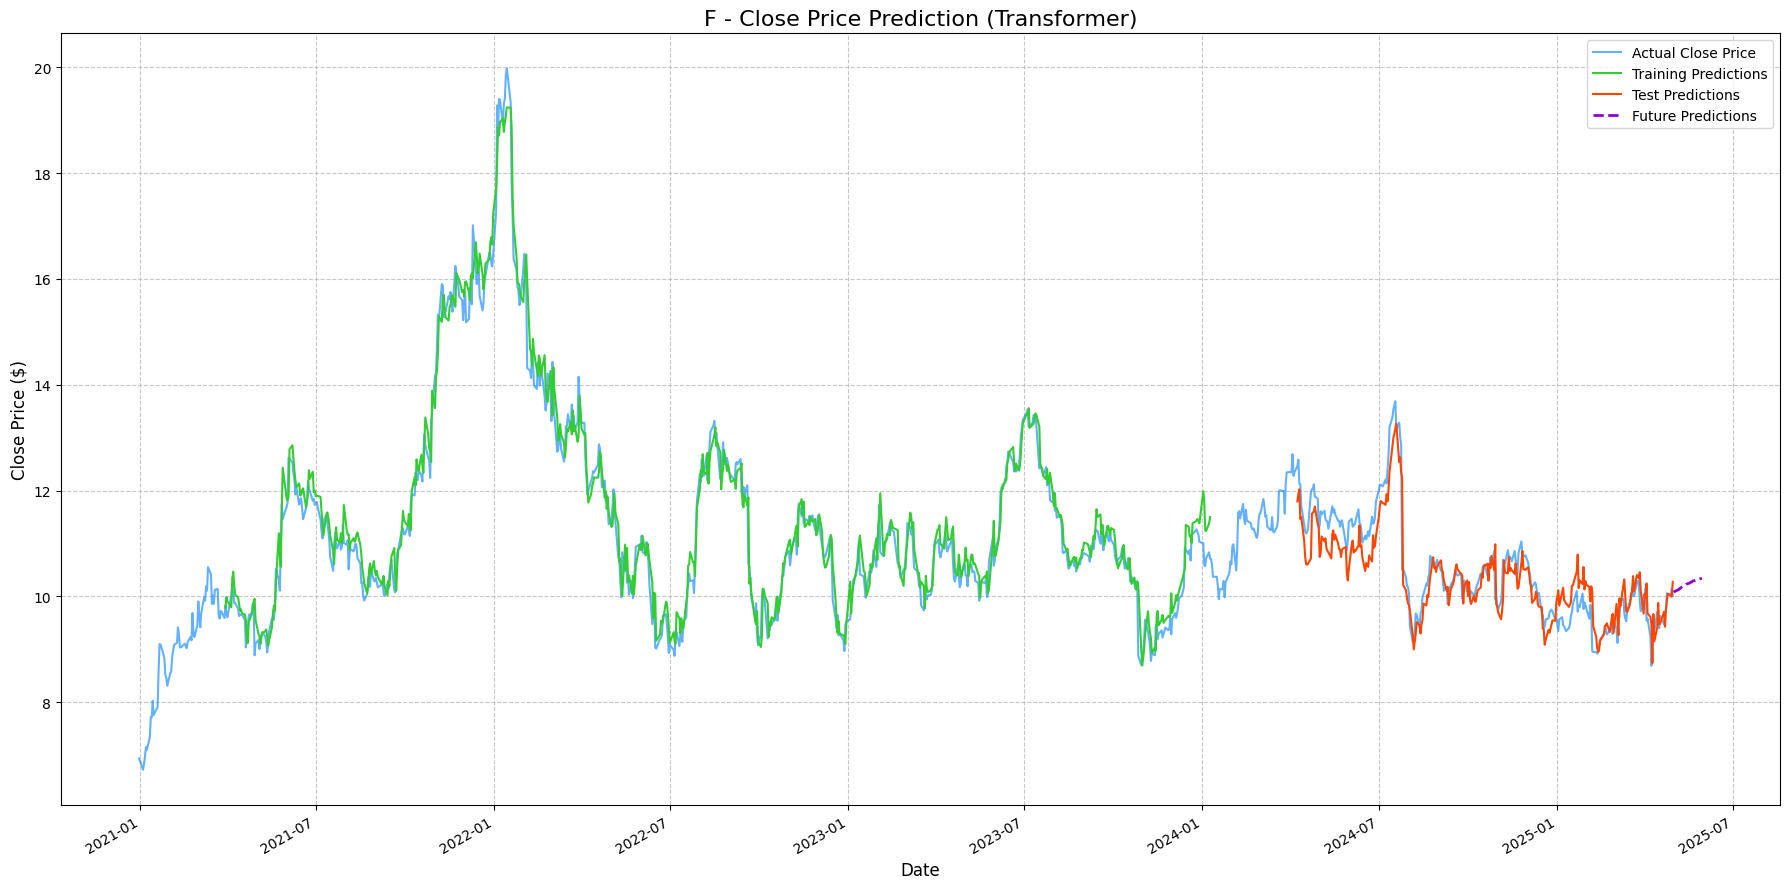 F - Close Price Prediction (Transformer)
Actual Close Price
Training Predictions
Test Predictions
Future Predictions
Close Price ($)
20
18
16
14
12
10
8
2021-01
2021-07
2022-01
2022-07
2023-01
2023-07
2024-01
2024-07
2025-01
2025-07
Date